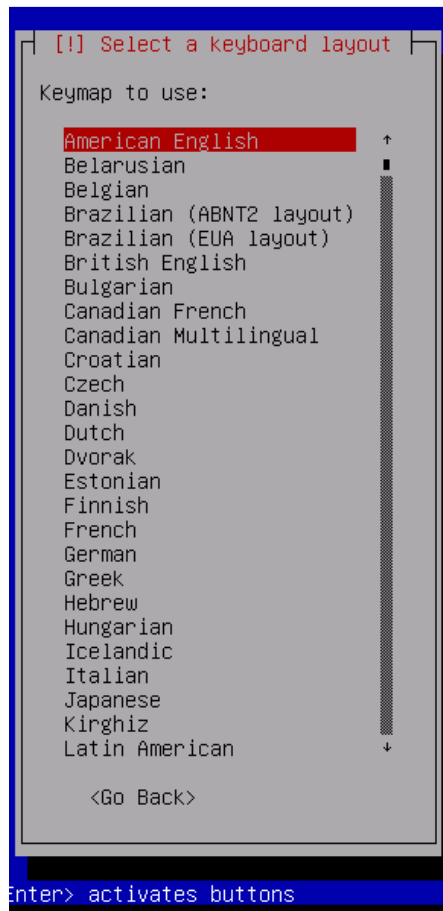 [!] Select a keyboard layout
Keymap to use:
American English
Belarusian
Belgian
Brazilian (ABNT2 layout)
Brazilian (EUA layout)
British English
Bulgarian
Canadian French
Canadian Multilingual
Croatian
Czech
Danish
Dutch
Dvorak
Estonian
Finnish
French
German
Greek
Hebrew
Hungarian
Icelandic
Italian
Japanese
Kirghiz
Latin American
<Go Back>
Enter> activates buttons